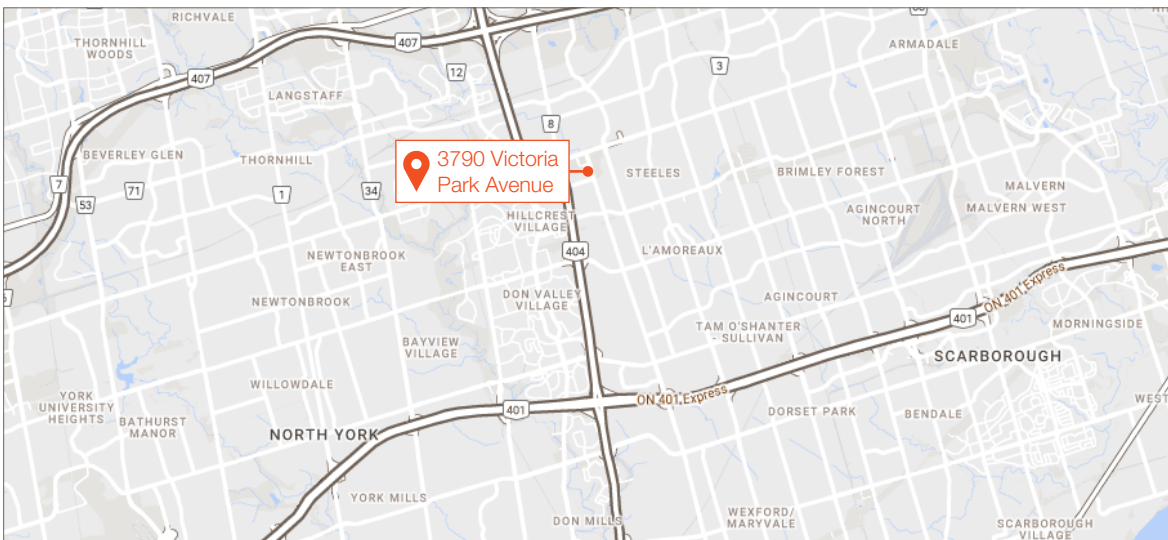 RICHVALE
THORNHILL
WOODS
407
407
12
3
ARMADALE
407
LANGSTAFF
8
BEVERLEY GLEN
THORNHILL
3790 Victoria
Park Avenue
STEELES
BRIMLEY FOREST
7
71
53
1
34
MALVERN
MALVERN WEST
AGINCOURT
NORTH
HILLCREST
VILLAGE
404
L'AMOREAUX
NEWTONBROOK
EAST
NEWTONBROOK
DON VALLEY
VILLAGE
AGINCOURT
ON 401 Express
401
MORNINGSIDE
TAM O'SHANTER
- SULLIVAN
BAYVIEW
VILLAGE
SCARBOROUGH
WILLOWDALE
YORK
UNIVERSITY
HEIGHTS
BATHURST
MANOR
401
ON 401 Express
DORSET PARK
BENDALE
WEST
NORTH YORK
YORK MILLS
DON MILLS
WEXFORD/
MARYVALE
SCARBOROUGH
VILLAGE